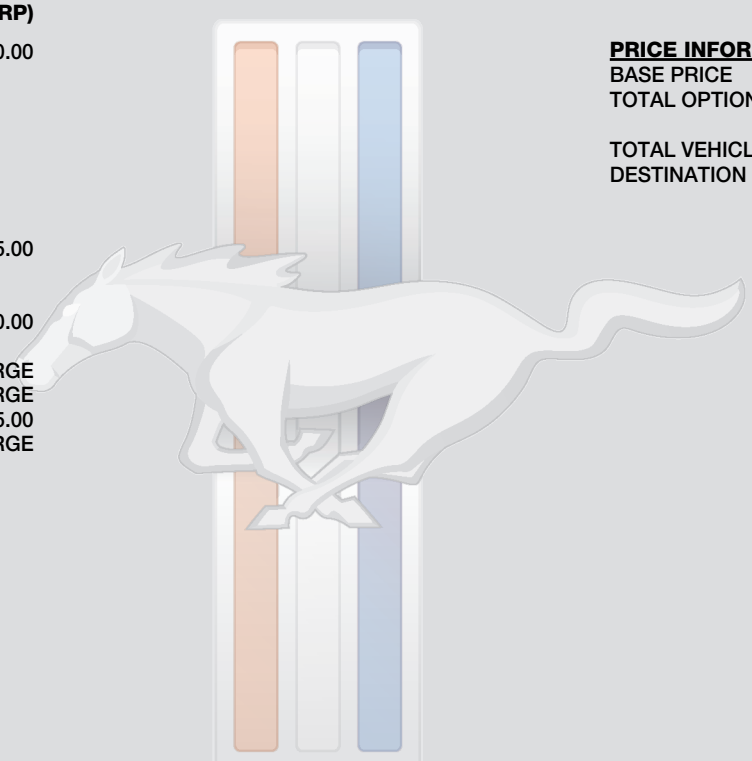 RP)
0.00
5.00
0.00
RGE
RGE
5.00
RGE
PRICE INFOR
BASE PRICE
TOTAL OPTION
TOTAL VEHICL
DESTINATION